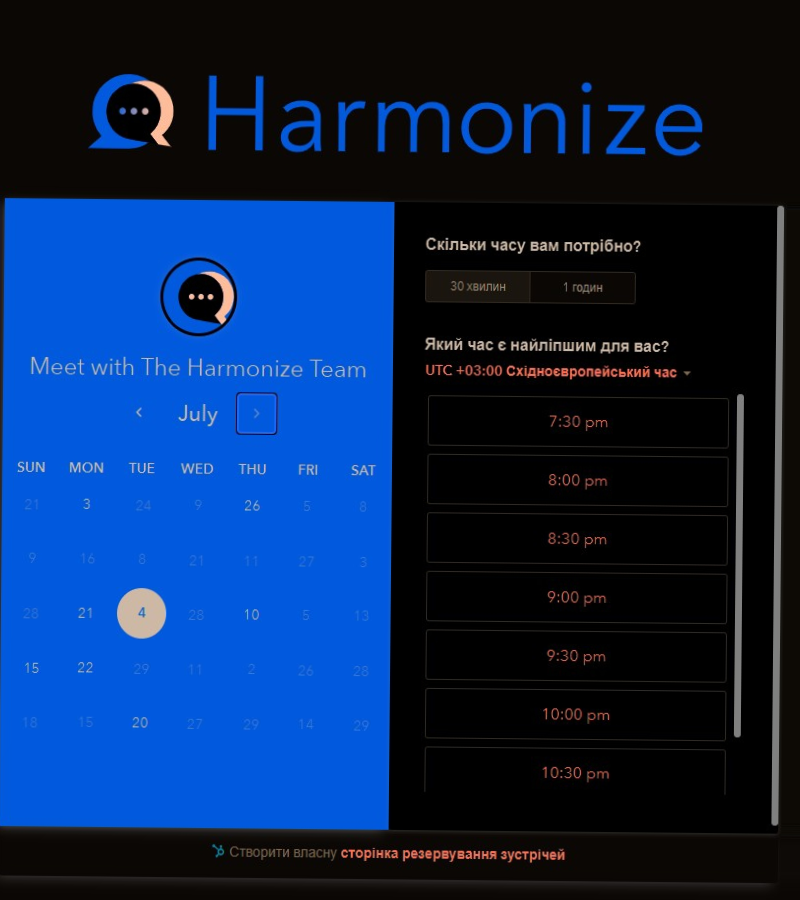 Harmonize
Meet with The Harmonize Team
July
SUN MON TUE WED THU FRI SAT
21 3 24 9 26 5 8
9 16 8 21 11 27 3
28 21 4 28 10 5 13
15 22 29 11 2 26 28
18 15 20 27 29 14 29
Скільки часу вам потрібно?
30 хвилин 1 годин
Який час є найліпшим для вас?
UTC +03:00 Східноєвропейський час
7:30 pm
8:00 pm
8:30 pm
9:00 pm
9:30 pm
10:00 pm
10:30 pm
Створити власну сторінка резервування зустрічей